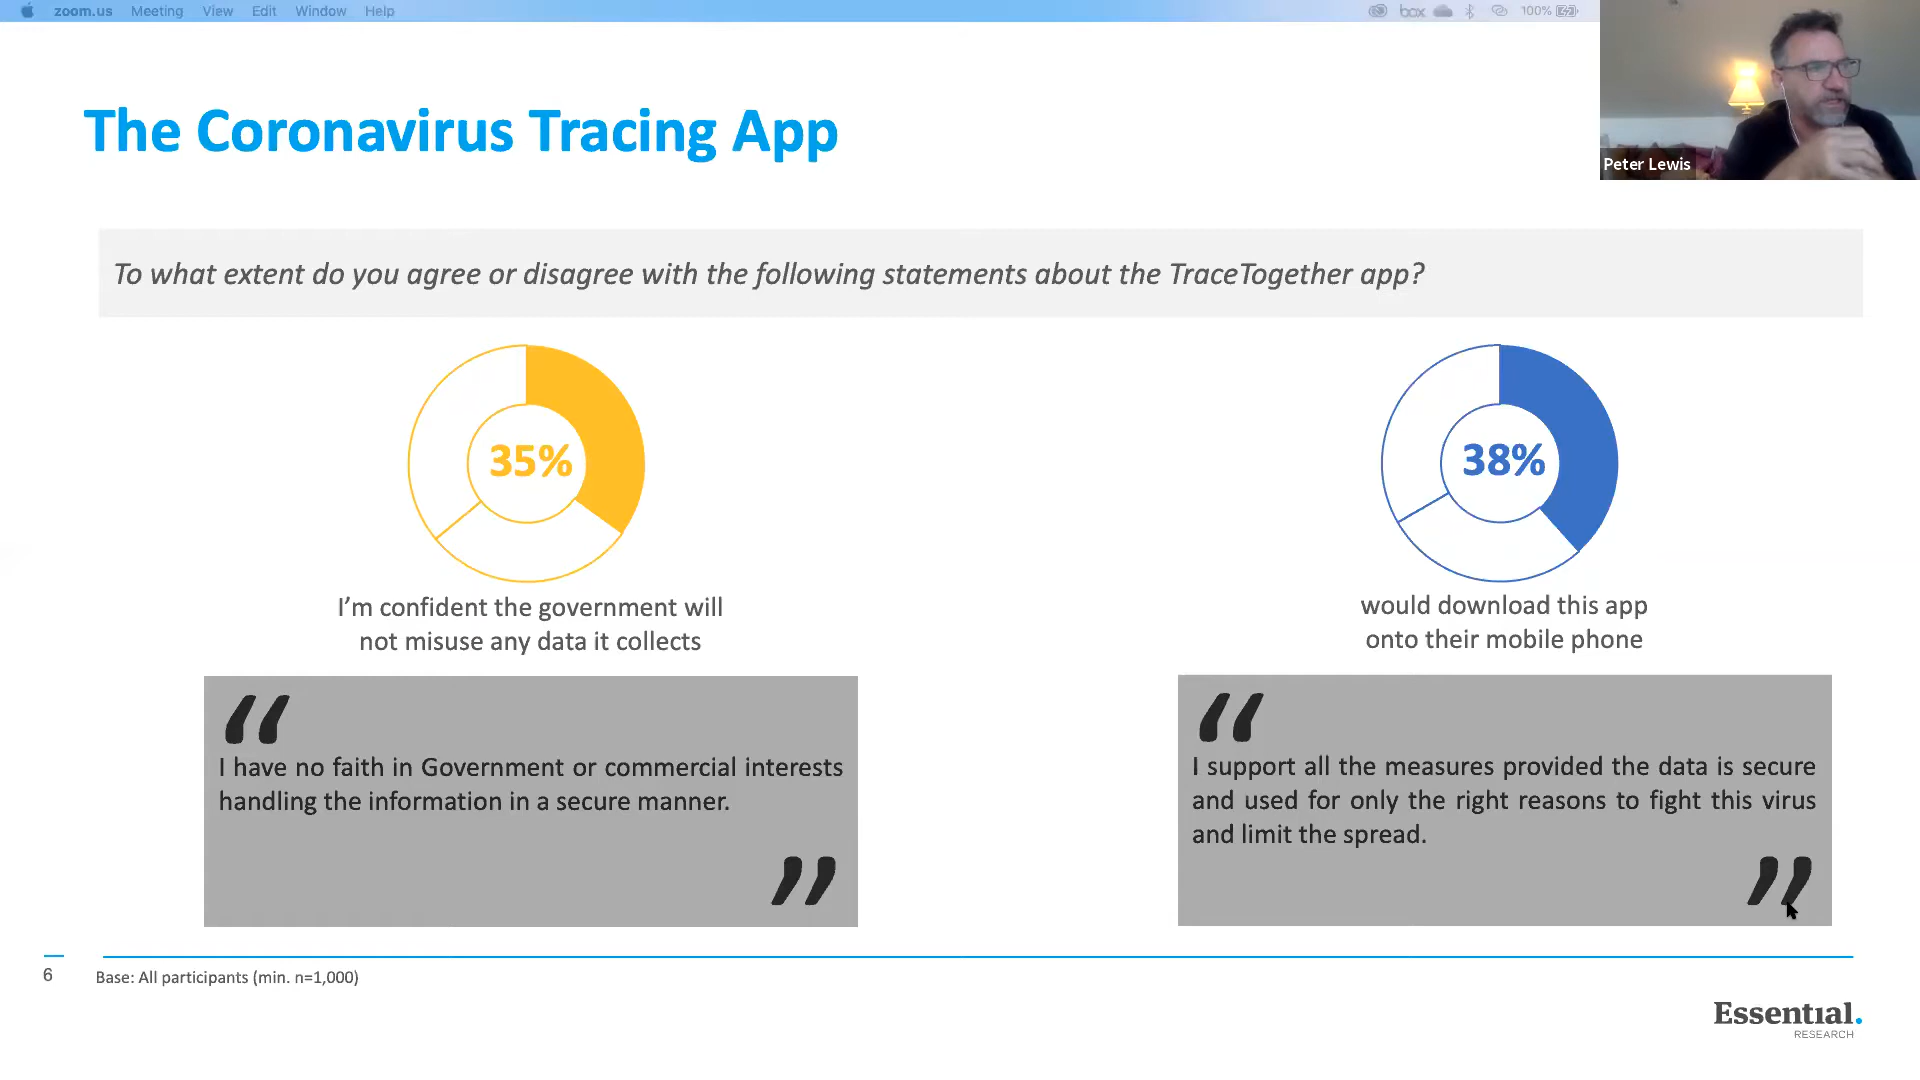 zoom.us Meeting View Edit Window Help
box 100%
Peter Lewis
The Coronavirus Tracing App
To what extent do you agree or disagree with the following statements about the TraceTogether app?
35%
I'm confident the government will
not misuse any data it collects
“
I have no faith in Government or commercial interests
handling the information in a secure manner.
”
38%
would download this app
onto their mobile phone
“
I support all the measures provided the data is secure
and used for only the right reasons to fight this virus
and limit the spread.
”
6
Base: All participants (min. n=1,000)
Essential.
RESEARCH